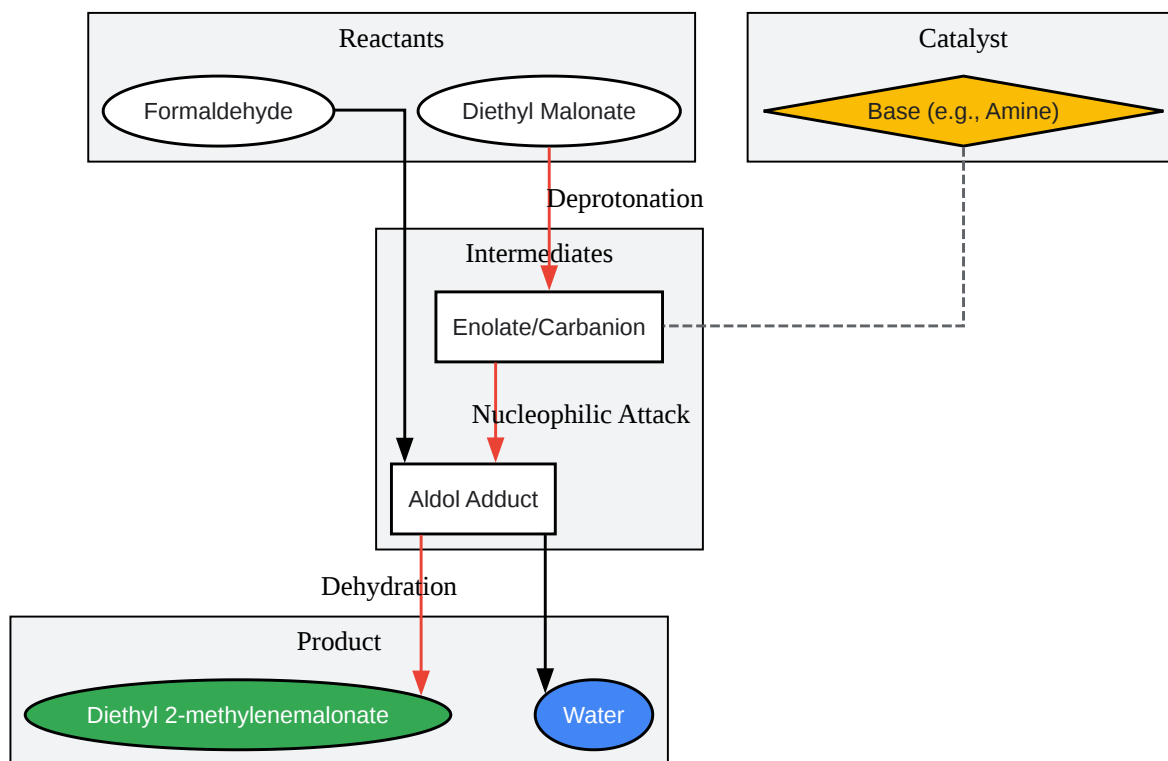 Reactants
Catalyst
Formaldehyde
Diethyl Malonate
Base (e.g., Amine)
Deprotonation
Intermediates
Enolate/Carbanion
Nucleophilic Attack
Aldol Adduct
Dehydration
Product
Diethyl 2-methylenemalonate
Water